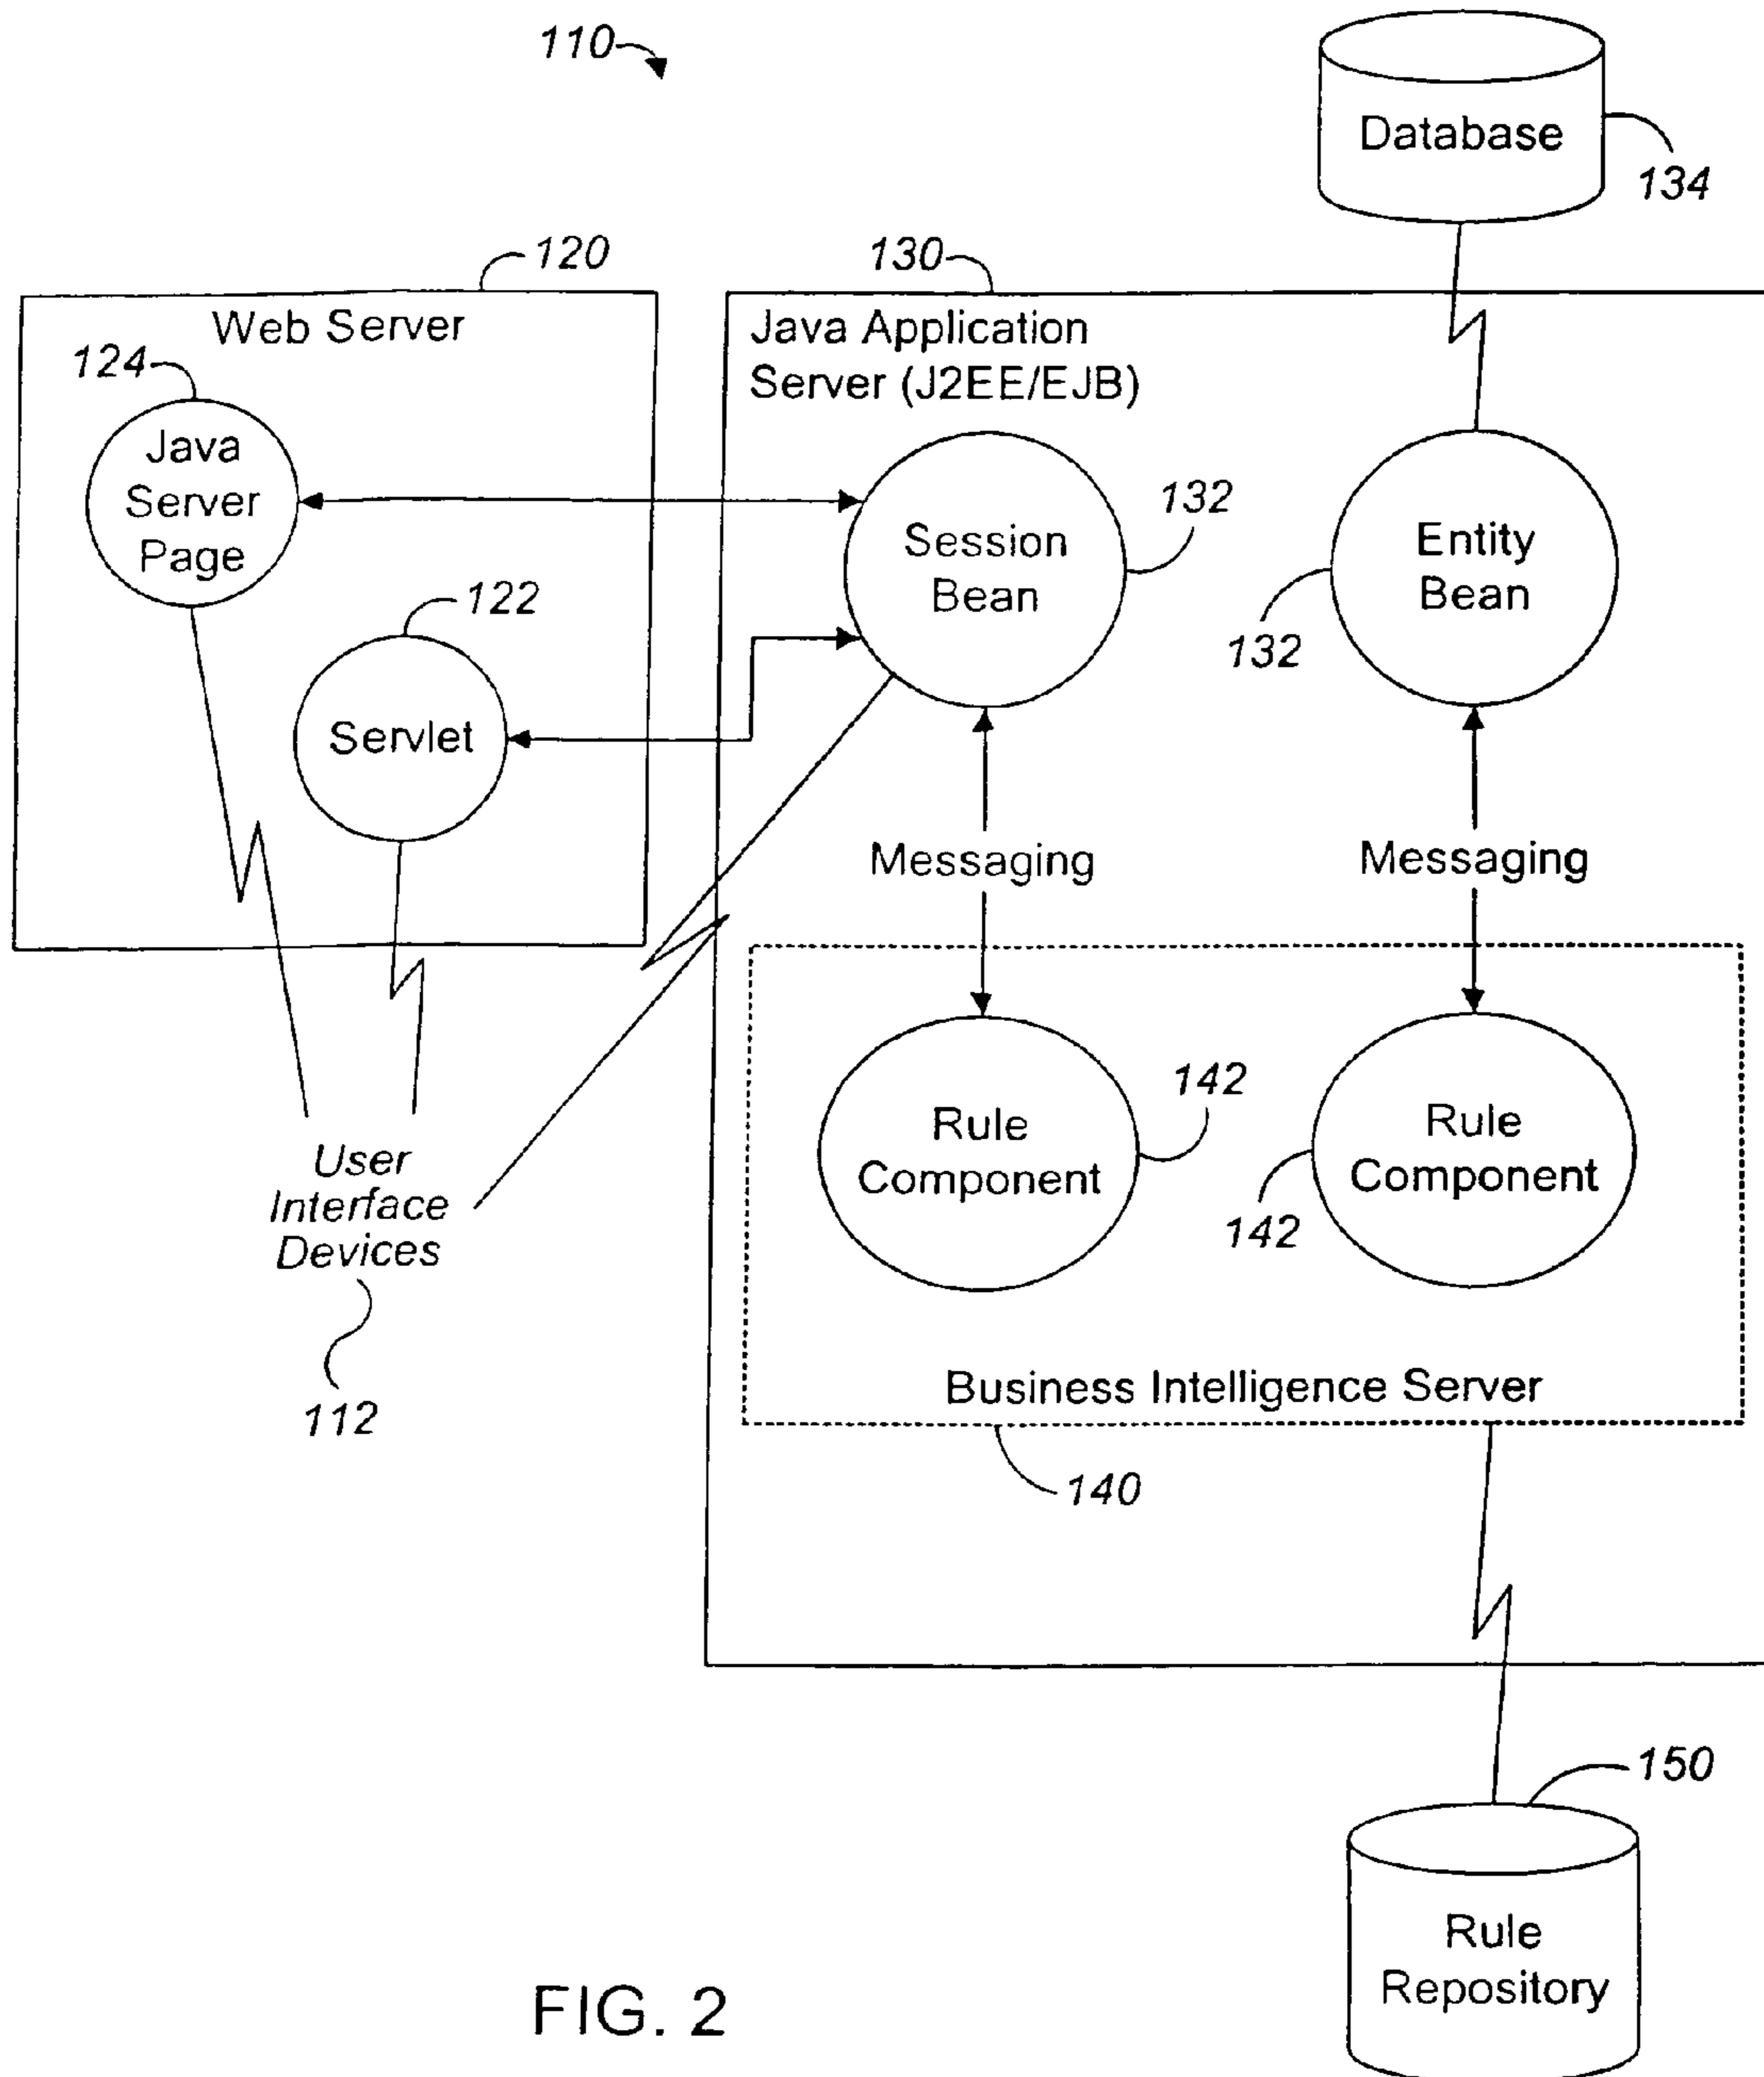 110
Database
134
120
130
Web Server
Java Application
Server (J2EE/EJB)
124
Java
Server
Page
Session
Bean
132
Entity
Bean
132
122
Servlet
Messaging
Messaging
Rule
Component
142
Rule
Component
142
User
Interface
Devices
112
Business Intelligence Server
140
150
Rule
Repository
FIG. 2